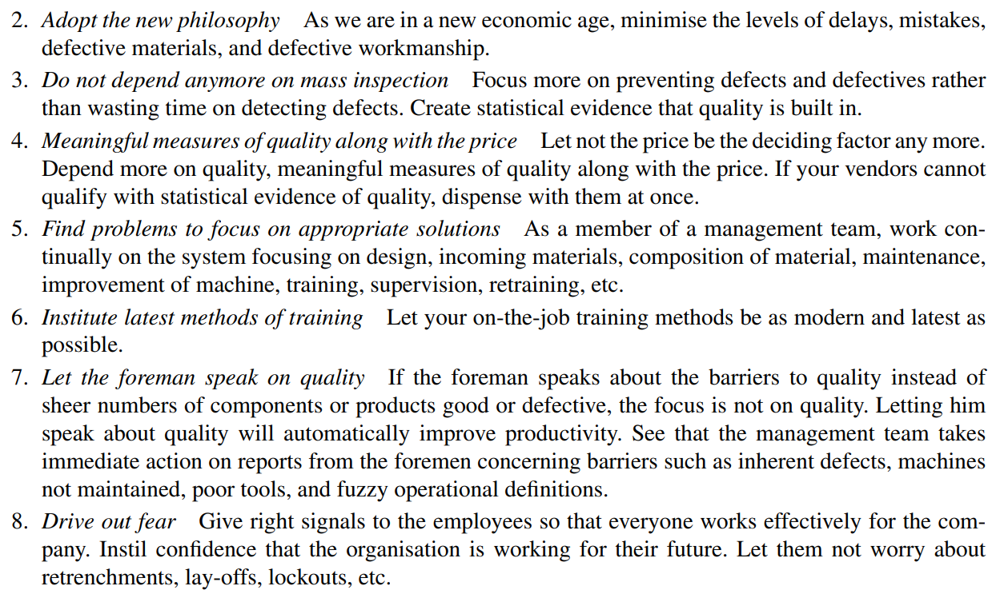 2. Adopt the new philosophy As we are in a new economic age, minimise the levels of delays, mistakes,
defective materials, and defective workmanship.
3. Do not depend anymore on mass inspection Focus more on preventing defects and defectives rather
than wasting time on detecting defects. Create statistical evidence that quality is built in.
4. Meaningful measures of quality along with the price Let not the price be the deciding factor any more.
Depend more on quality, meaningful measures of quality along with the price. If your vendors cannot
qualify with statistical evidence of quality, dispense with them at once.
5. Find problems to focus on appropriate solutions As a member of a management team, work con-
tinually on the system focusing on design, incoming materials, composition of material, maintenance,
improvement of machine, training, supervision, retraining, etc.
6. Institute latest methods of training Let your on-the-job training methods be as modern and latest as
possible.
7. Let the foreman speak on quality If the foreman speaks about the barriers to quality instead of
sheer numbers of components or products good or defective, the focus is not on quality. Letting him
speak about quality will automatically improve productivity. See that the management team takes
immediate action on reports from the foremen concerning barriers such as inherent defects, machines
not maintained, poor tools, and fuzzy operational definitions.
8. Drive out fear Give right signals to the employees so that everyone works effectively for the com-
pany. Instil confidence that the organisation is working for their future. Let them not worry about
retrenchments, lay-offs, lockouts, etc.